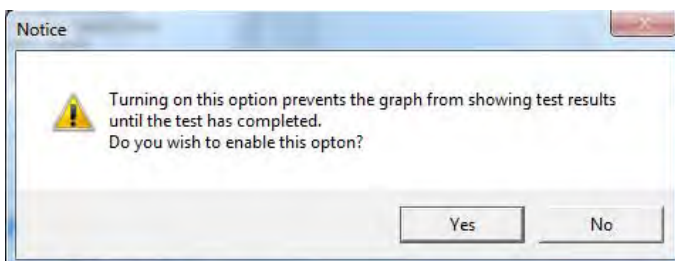 Notice
Turning on this option prevents the graph from showing test results
until the test has completed.
Do you wish to enable this opton?
Yes
No